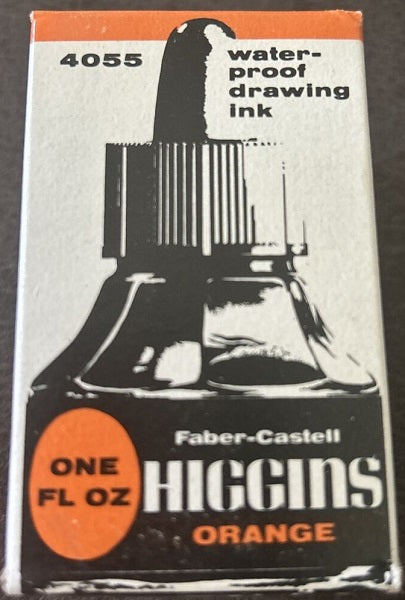 4055
water-
proof
drawing
ink
Faber-Castell
HIGGINS
ORANGE
ONE
FL OZ